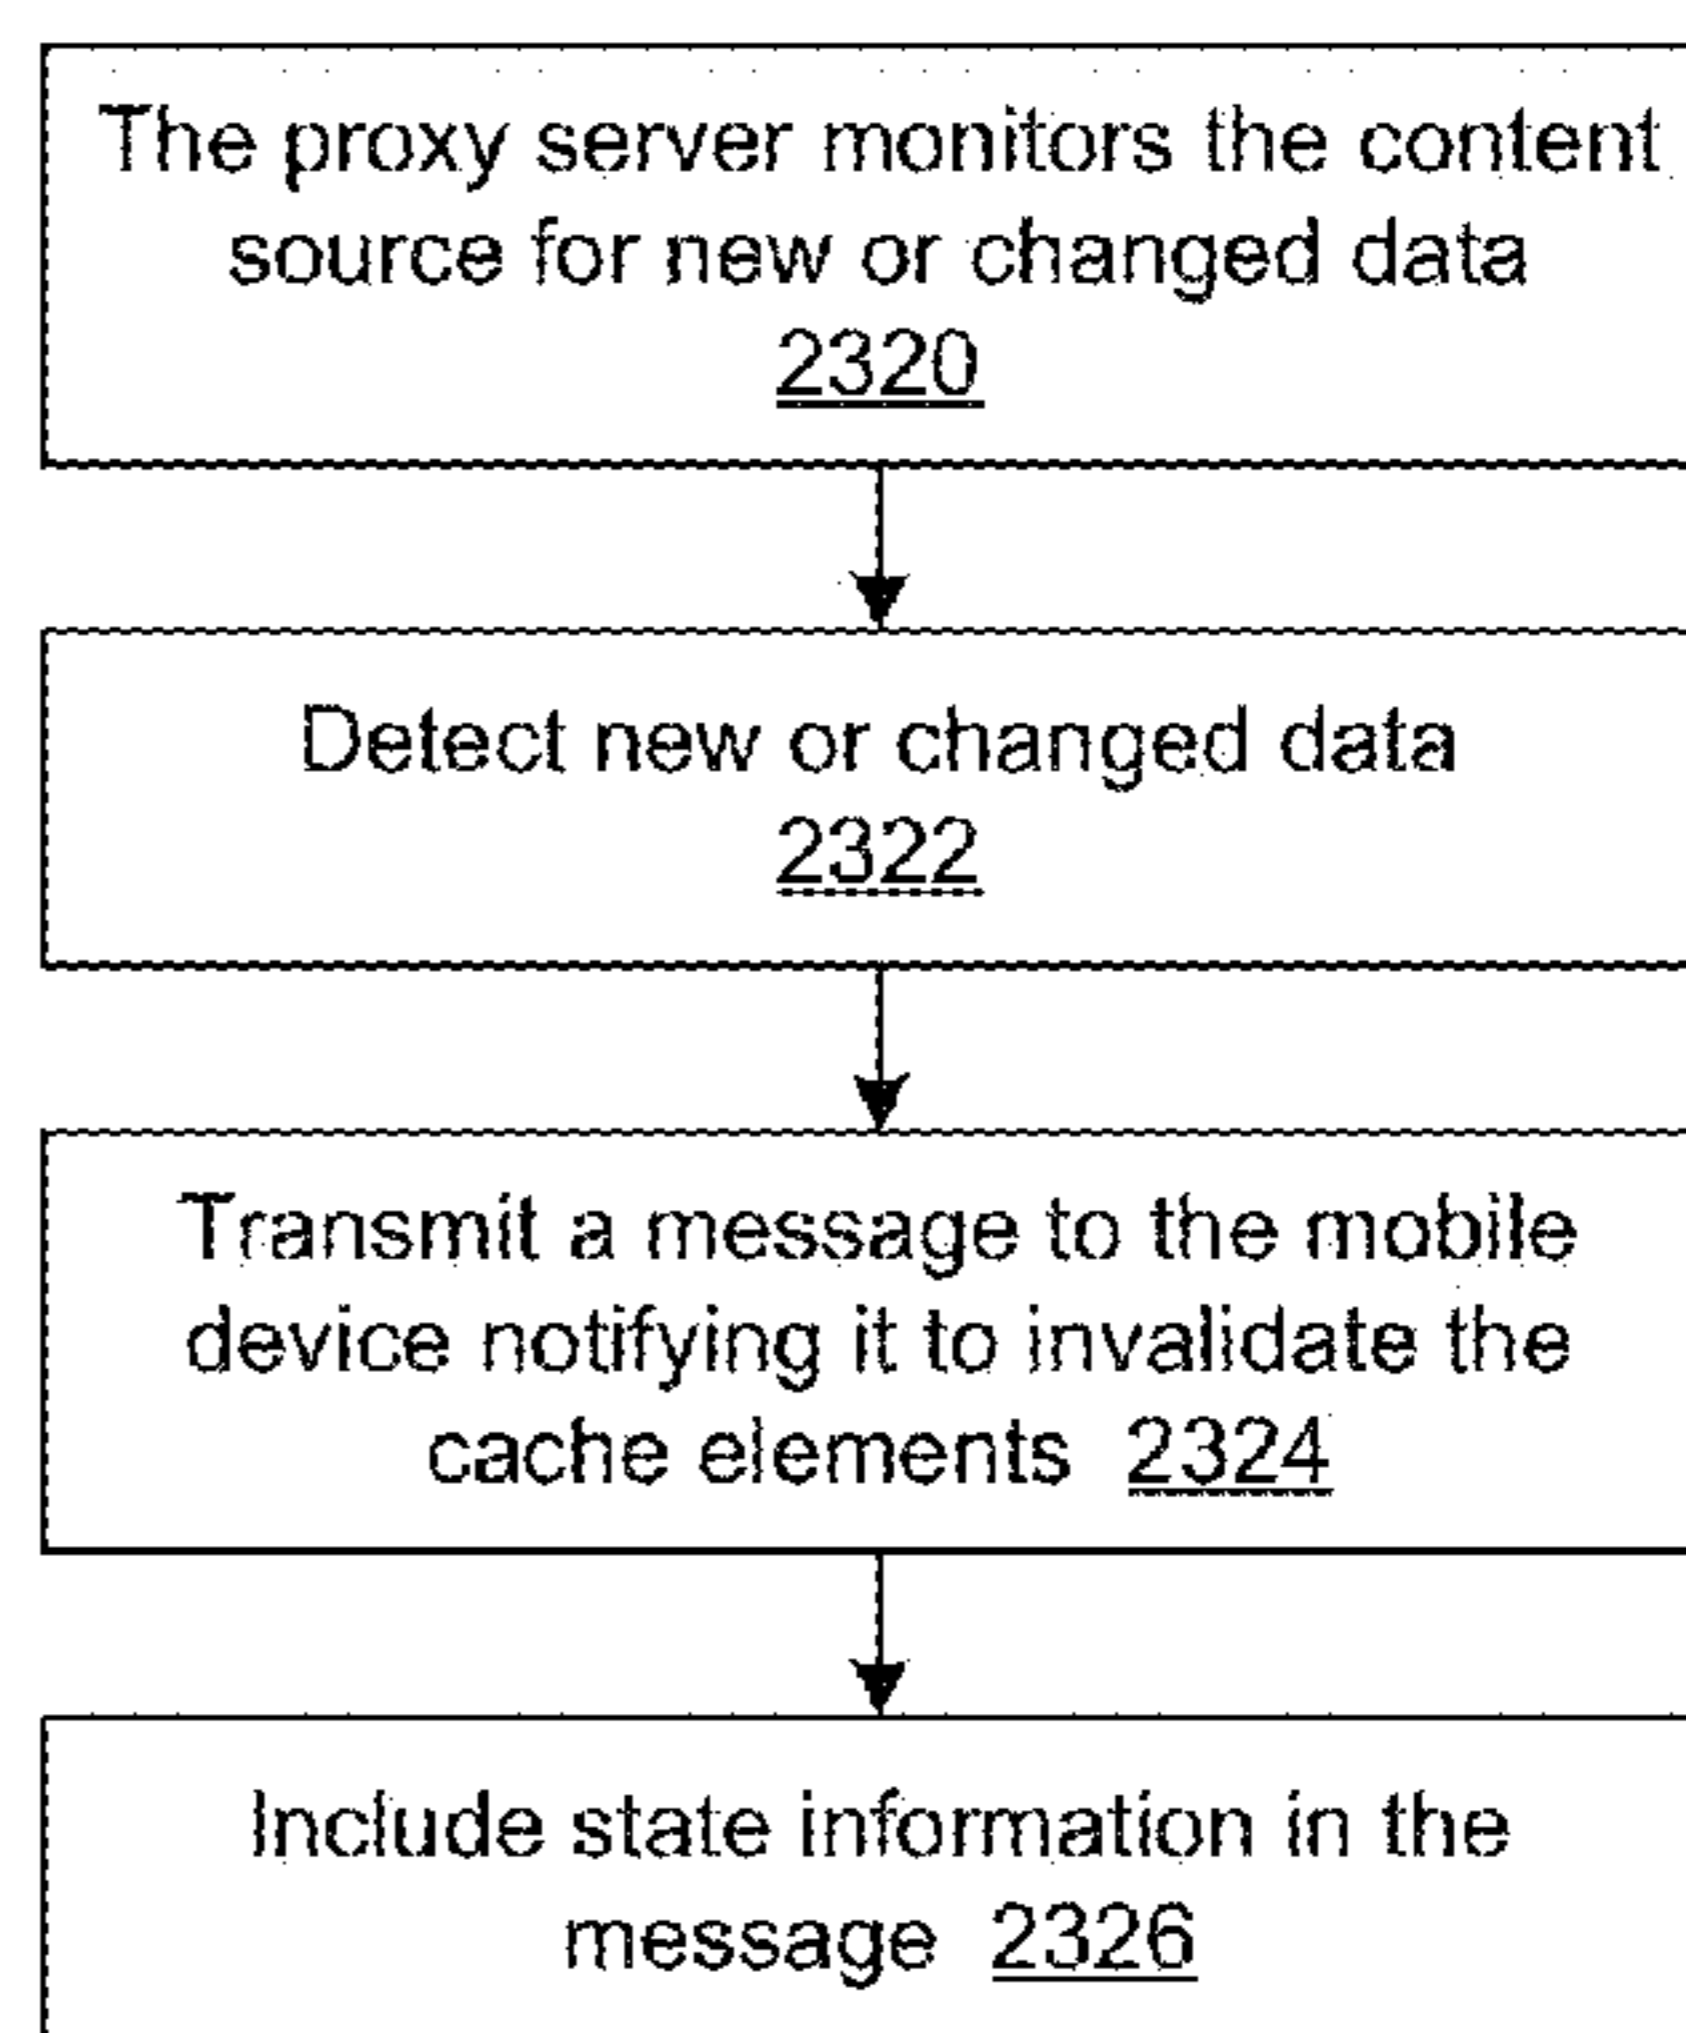 The proxy server monitors the content
source for new or changed data
2320
Detect new or changed data
2322
Transmit a message to the mobile
device notifying it to invalidate the
cache elements 2324
Include state information in the
message 2326